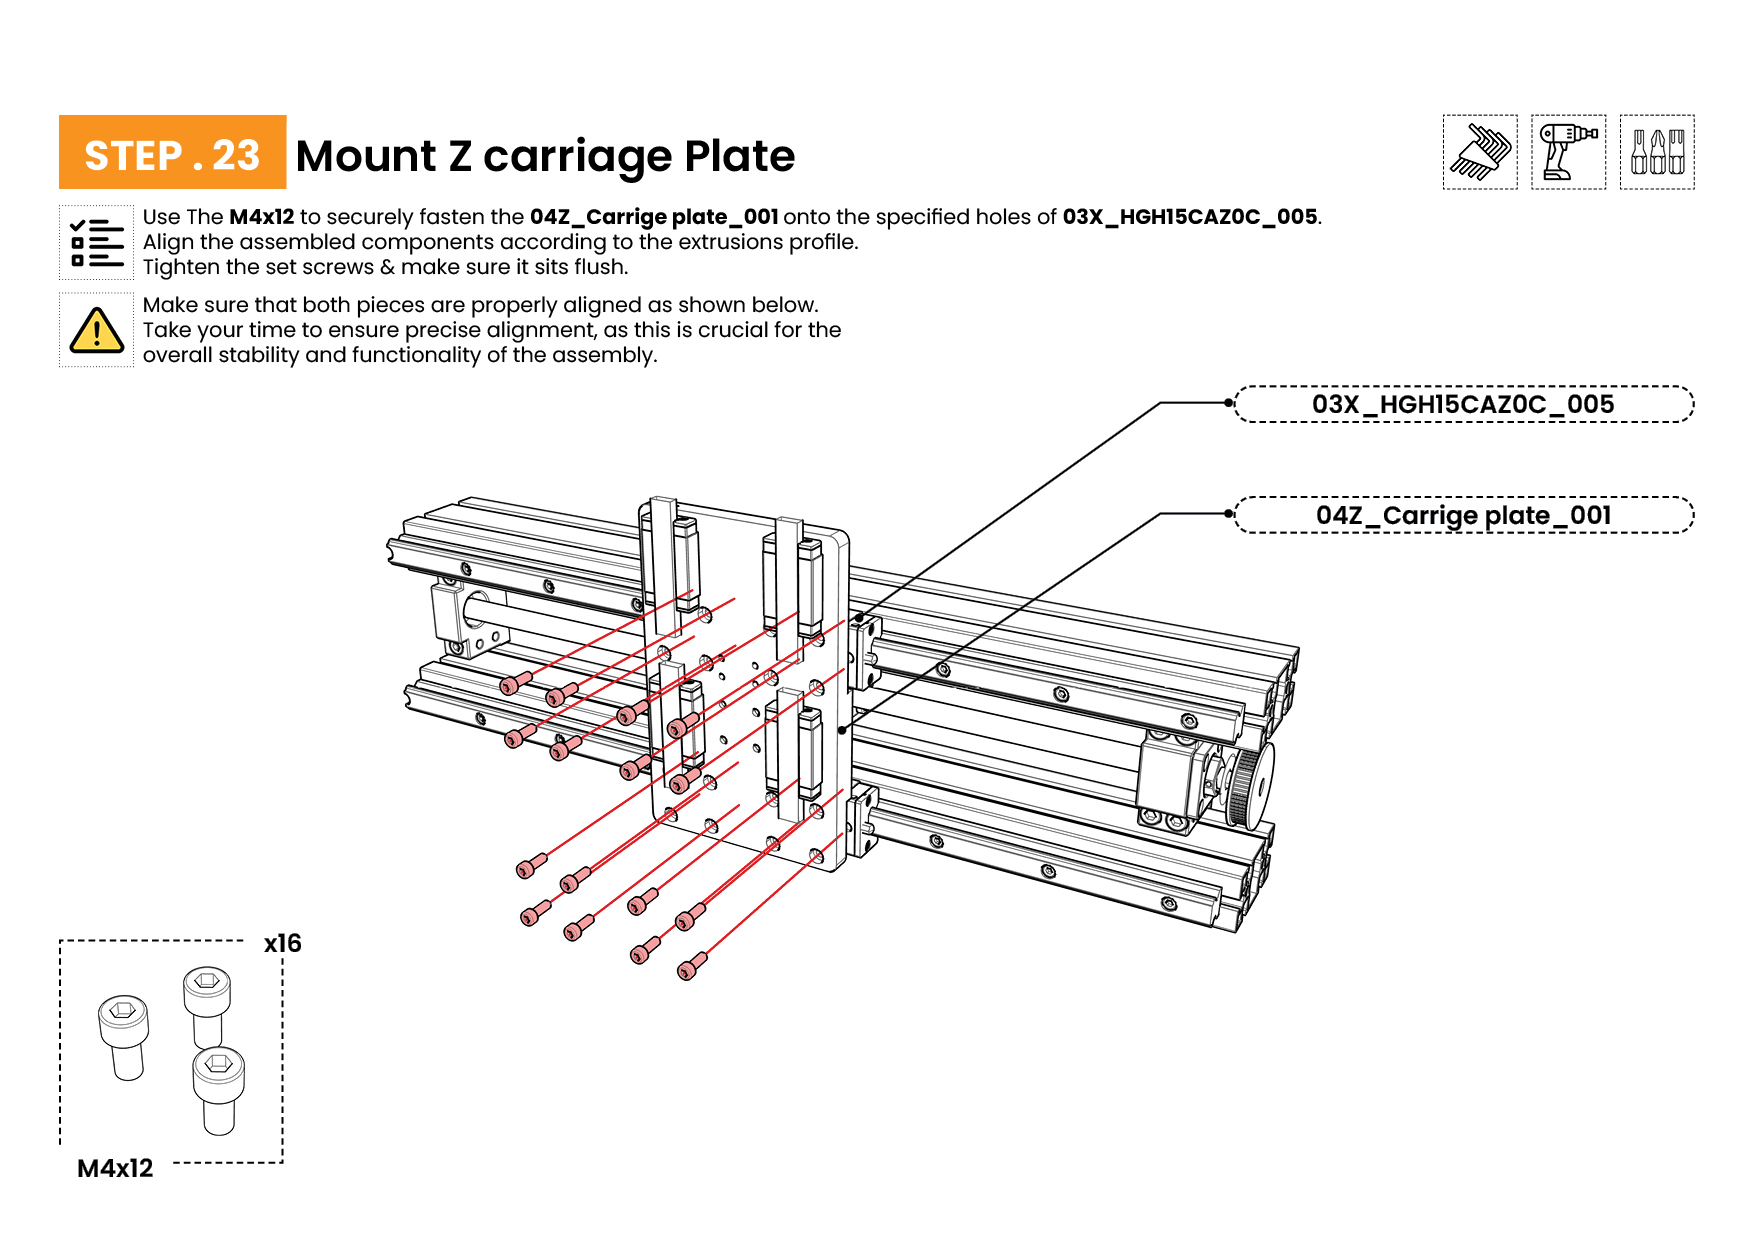 STEP . 23 Mount Z carriage Plate
Use The M4x12 to securely fasten the 04Z_Carrige plate_001 onto the specified holes of 03X_HGH15CAZ0C_005.
Align the assembled components according to the extrusions profile.
Tighten the set screws & make sure it sits flush.
Make sure that both pieces are properly aligned as shown below.
Take your time to ensure precise alignment, as this is crucial for the
overall stability and functionality of the assembly.
03X_HGH15CAZ0C_005
04Z_Carrige plate_001
x16
M4x12